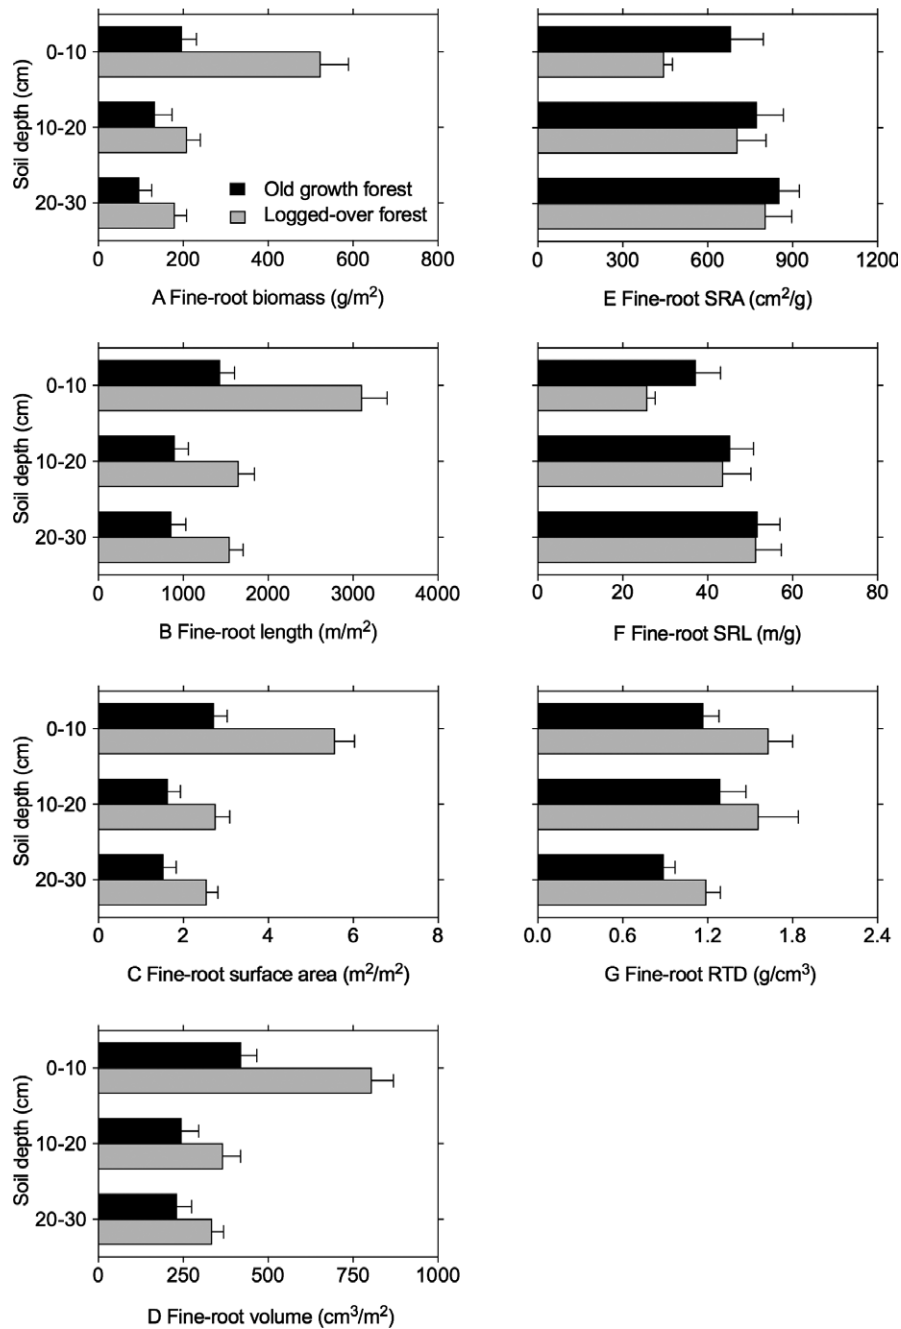 Soil depth (cm)
0-10
10-20
20-30
Old growth forest
Logged-over forest
0 200 400 600 800
A Fine-root biomass (g/m²)
0 300 600 900 1200
E Fine-root SRA (cm²/g)
Soil depth (cm)
0-10
10-20
20-30
0 1000 2000 3000 4000
B Fine-root length (m/m²)
0 20 40 60 80
F Fine-root SRL (m/g)
Soil depth (cm)
0-10
10-20
20-30
0 2 4 6 8
C Fine-root surface area (m²/m²)
0.0 0.6 1.2 1.8 2.4
G Fine-root RTD (g/cm³)
Soil depth (cm)
0-10
10-20
20-30
0 250 500 750 1000
D Fine-root volume (cm³/m²)